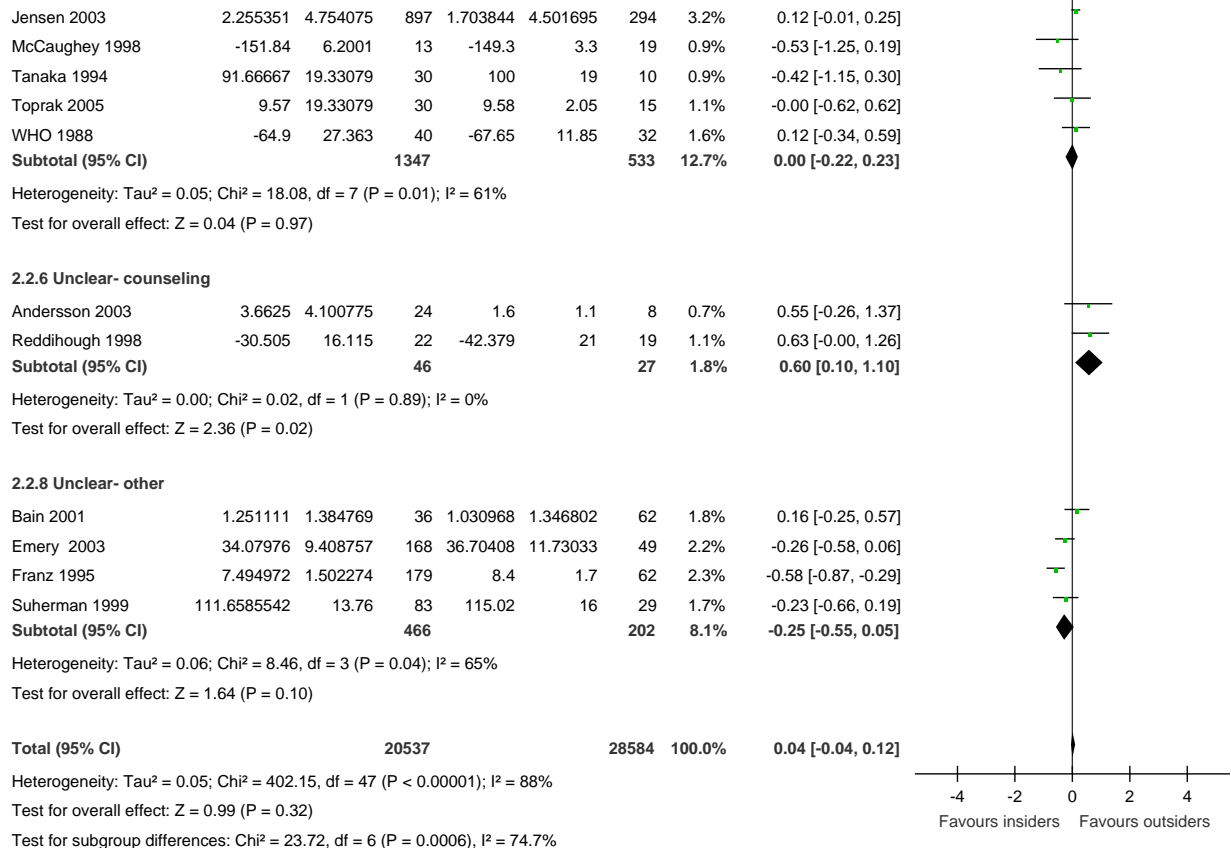 Jensen 2003 2.255351 4.754075 897 1.703844 4.501695 294 3.2% 0.12 [-0.01, 0.25]
McCaughey 1998 -151.84 6.2001 13 -149.3 3.3 19 0.9% -0.53 [-1.25, 0.19]
Tanaka 1994 91.66667 19.33079 30 100 19 10 0.9% -0.42 [-1.15, 0.30]
Toprak 2005 9.57 19.33079 30 9.58 2.05 15 1.1% -0.00 [-0.62, 0.62]
WHO 1988 -64.9 27.363 40 -67.65 11.85 32 1.6% 0.12 [-0.34, 0.59]
Subtotal (95% CI) 1347 533 12.7% 0.00 [-0.22, 0.23]
Heterogeneity: Tau² = 0.05; Chi² = 18.08, df = 7 (P = 0.01); I² = 61%
Test for overall effect: Z = 0.04 (P = 0.97)
2.2.6 Unclear- counseling
Andersson 2003 3.6625 4.100775 24 1.6 1.1 8 0.7% 0.55 [-0.26, 1.37]
Reddihough 1998 -30.505 16.115 22 -42.379 21 19 1.1% 0.63 [-0.00, 1.26]
Subtotal (95% CI) 46 27 1.8% 0.60 [0.10, 1.10]
Heterogeneity: Tau² = 0.00; Chi² = 0.02, df = 1 (P = 0.89); I² = 0%
Test for overall effect: Z = 2.36 (P = 0.02)
2.2.8 Unclear- other
Bain 2001 1.251111 1.384769 36 1.030968 1.346802 62 1.8% 0.16 [-0.25, 0.57]
Emery 2003 34.07976 9.408757 168 36.70408 11.73033 49 2.2% -0.26 [-0.58, 0.06]
Franz 1995 7.494972 1.502274 179 8.4 1.7 62 2.3% -0.58 [-0.87, -0.29]
Suherman 1999 111.6585542 13.76 83 115.02 16 29 1.7% -0.23 [-0.66, 0.19]
Subtotal (95% CI) 466 202 8.1% -0.25 [-0.55, 0.05]
Heterogeneity: Tau² = 0.06; Chi² = 8.46, df = 3 (P = 0.04); I² = 65%
Test for overall effect: Z = 1.64 (P = 0.10)
Total (95% CI) 20537 28584 100.0% 0.04 [-0.04, 0.12]
Heterogeneity: Tau² = 0.05; Chi² = 402.15, df = 47 (P < 0.00001); I² = 88%
Test for overall effect: Z = 0.99 (P = 0.32)
Test for subgroup differences: Chi² = 23.72, df = 6 (P = 0.0006), I² = 74.7%
-4 -2 0 2 4
Favours insiders Favours outsiders